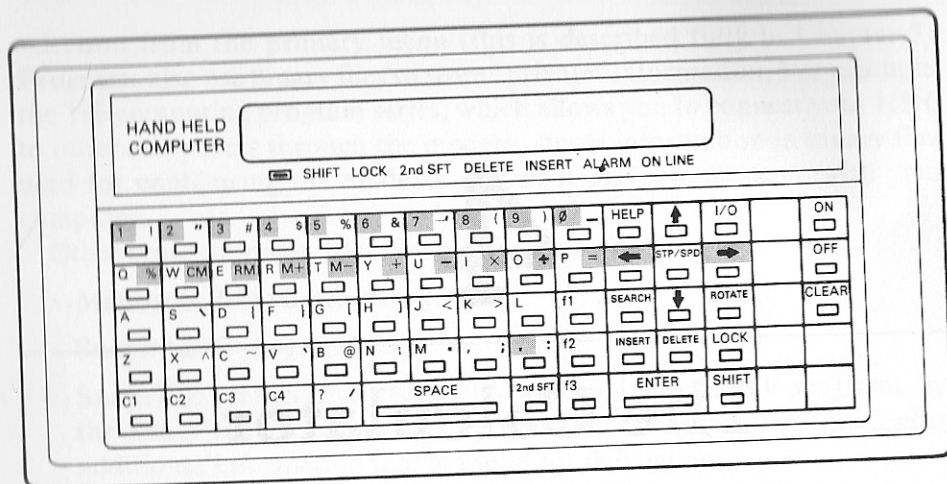 HAND HELD
COMPUTER
SHIFT LOCK 2nd SFT DELETE INSERT ALARM ON LINE
1 ! 2 " 3 # 4 $ 5 % 6 & 7 ' 8 ( 9 ) Ø _ HELP I/O ON
Q % W CM E RM R M+ T M− Y + U − I × O ÷ P = ← STP/SPD → OFF
A S \ D { F } G [ H ] J < K > L f1 SEARCH ↓ ROTATE CLEAR
Z X ^ C ~ V ` B @ N : M • , ; . : f2 INSERT DELETE LOCK
C1 C2 C3 C4 ? / SPACE 2nd SFT f3 ENTER SHIFT